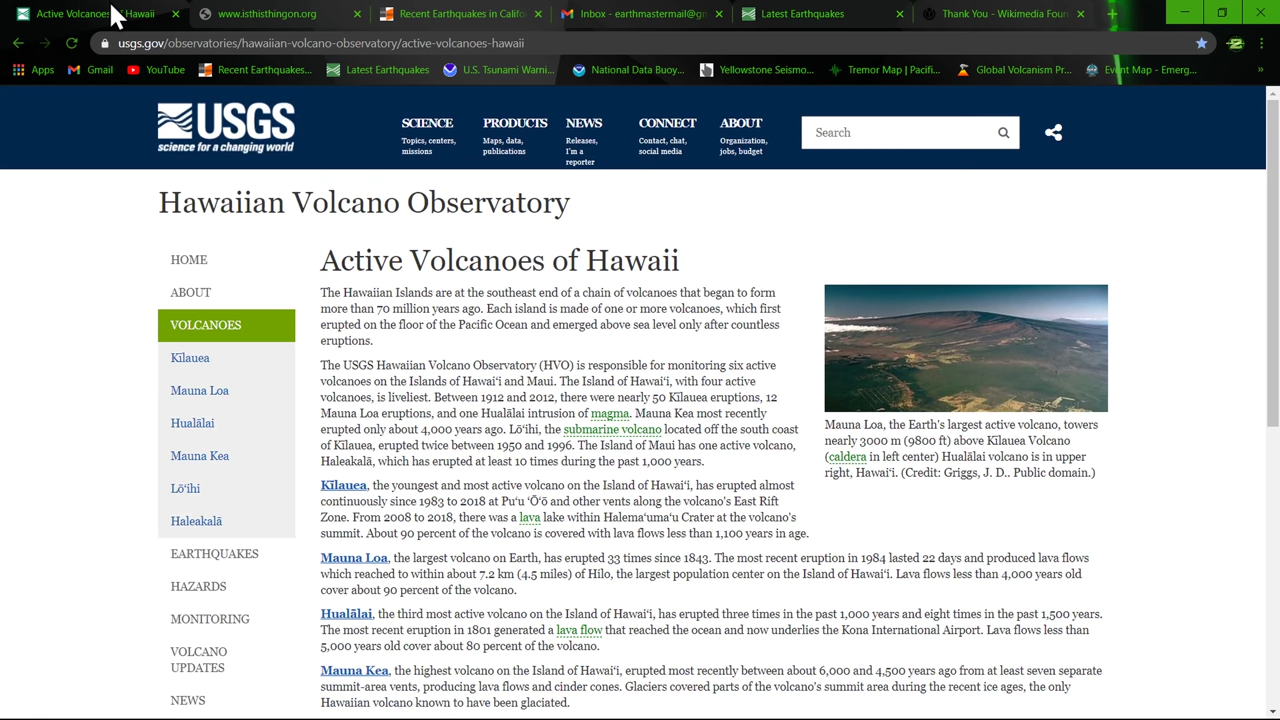 Active Volcanoes of Hawaii
www.isthisthingon.org
Recent Earthquakes in Califo
Inbox - earthmastermail@g
Latest Earthquakes
Thank You - Wikimedia Foun
usgs.gov/observatories/hawaiian-volcano-observatory/active-volcanoes-hawaii
Apps
Gmail
YouTube
Recent Earthquakes...
Latest Earthquakes
U.S. Tsunami Warni...
National Data Buoy...
Yellowstone Seismo...
Tremor Map | Pacifi...
Global Volcanism Pr...
Event Map - Emerg...
USGS
science for a changing world
SCIENCE
Topics, centers,
missions
PRODUCTS
Maps, data,
publications
NEWS
Releases,
I'm a
reporter
CONNECT
Contact, chat,
social media
ABOUT
Organization,
jobs, budget
Search
Hawaiian Volcano Observatory
HOME
ABOUT
VOLCANOES
Kīlauea
Mauna Loa
Hualālai
Mauna Kea
Lō‘ihi
Haleakalā
EARTHQUAKES
HAZARDS
MONITORING
VOLCANO
UPDATES
NEWS
Active Volcanoes of Hawaii
The Hawaiian Islands are at the southeast end of a chain of volcanoes that began to form
more than 70 million years ago. Each island is made of one or more volcanoes, which first
erupted on the floor of the Pacific Ocean and emerged above sea level only after countless
eruptions.
The USGS Hawaiian Volcano Observatory (HVO) is responsible for monitoring six active
volcanoes on the Islands of Hawai‘i and Maui. The Island of Hawai‘i, with four active
volcanoes, is liveliest. Between 1912 and 2012, there were nearly 50 Kīlauea eruptions, 12
Mauna Loa eruptions, and one Hualālai intrusion of magma. Mauna Kea most recently
erupted only about 4,000 years ago. Lō‘ihi, the submarine volcano located off the south coast
of Kīlauea, erupted twice between 1950 and 1996. The Island of Maui has one active volcano,
Haleakalā, which has erupted at least 10 times during the past 1,000 years.
Kīlauea, the youngest and most active volcano on the Island of Hawai‘i, has erupted almost
continuously since 1983 to 2018 at Pu‘u ‘Ō‘ō and other vents along the volcano's East Rift
Zone. From 2008 to 2018, there was a lava lake within Halema‘uma‘u Crater at the volcano's
summit. About 90 percent of the volcano is covered with lava flows less than 1,100 years in age.
Mauna Loa, the largest volcano on Earth, has erupted 33 times since 1843. The most recent eruption in 1984 lasted 22 days and produced lava flows
which reached to within about 7.2 km (4.5 miles) of Hilo, the largest population center on the Island of Hawai‘i. Lava flows less than 4,000 years old
cover about 90 percent of the volcano.
Hualālai, the third most active volcano on the Island of Hawai‘i, has erupted three times in the past 1,000 years and eight times in the past 1,500 years.
The most recent eruption in 1801 generated a lava flow that reached the ocean and now underlies the Kona International Airport. Lava flows less than
5,000 years old cover about 80 percent of the volcano.
Mauna Kea, the highest volcano on the Island of Hawai‘i, erupted most recently between about 6,000 and 4,500 years ago from at least seven separate
summit-area vents, producing lava flows and cinder cones. Glaciers covered parts of the volcano's summit area during the recent ice ages, the only
Hawaiian volcano known to have been glaciated.
Mauna Loa, the Earth's largest active volcano, towers
nearly 3000 m (9800 ft) above Kīlauea Volcano
(caldera in left center) Hualālai volcano is in upper
right, Hawai‘i. (Credit: Griggs, J. D.. Public domain.)